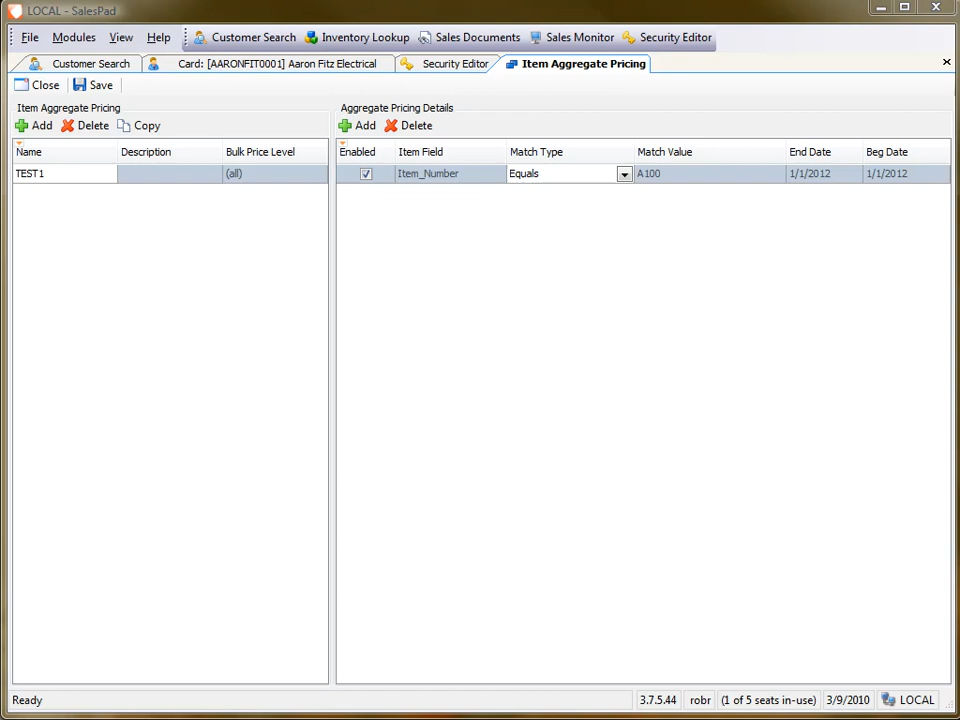 LOCAL - SalesPad
File Modules View Help Customer Search Inventory Lookup Sales Documents Sales Monitor Security Editor
Customer Search Card: [AARONFIT0001] Aaron Fitz Electrical Security Editor Item Aggregate Pricing
Close Save
Item Aggregate Pricing Aggregate Pricing Details
Add Delete Copy Add Delete
Name Description Bulk Price Level Enabled Item Field Match Type Match Value End Date Beg Date
TEST1 (all) Item_Number Equals A100 1/1/2012 1/1/2012
Ready 3.7.5.44 robr (1 of 5 seats in-use) 3/9/2010 LOCAL